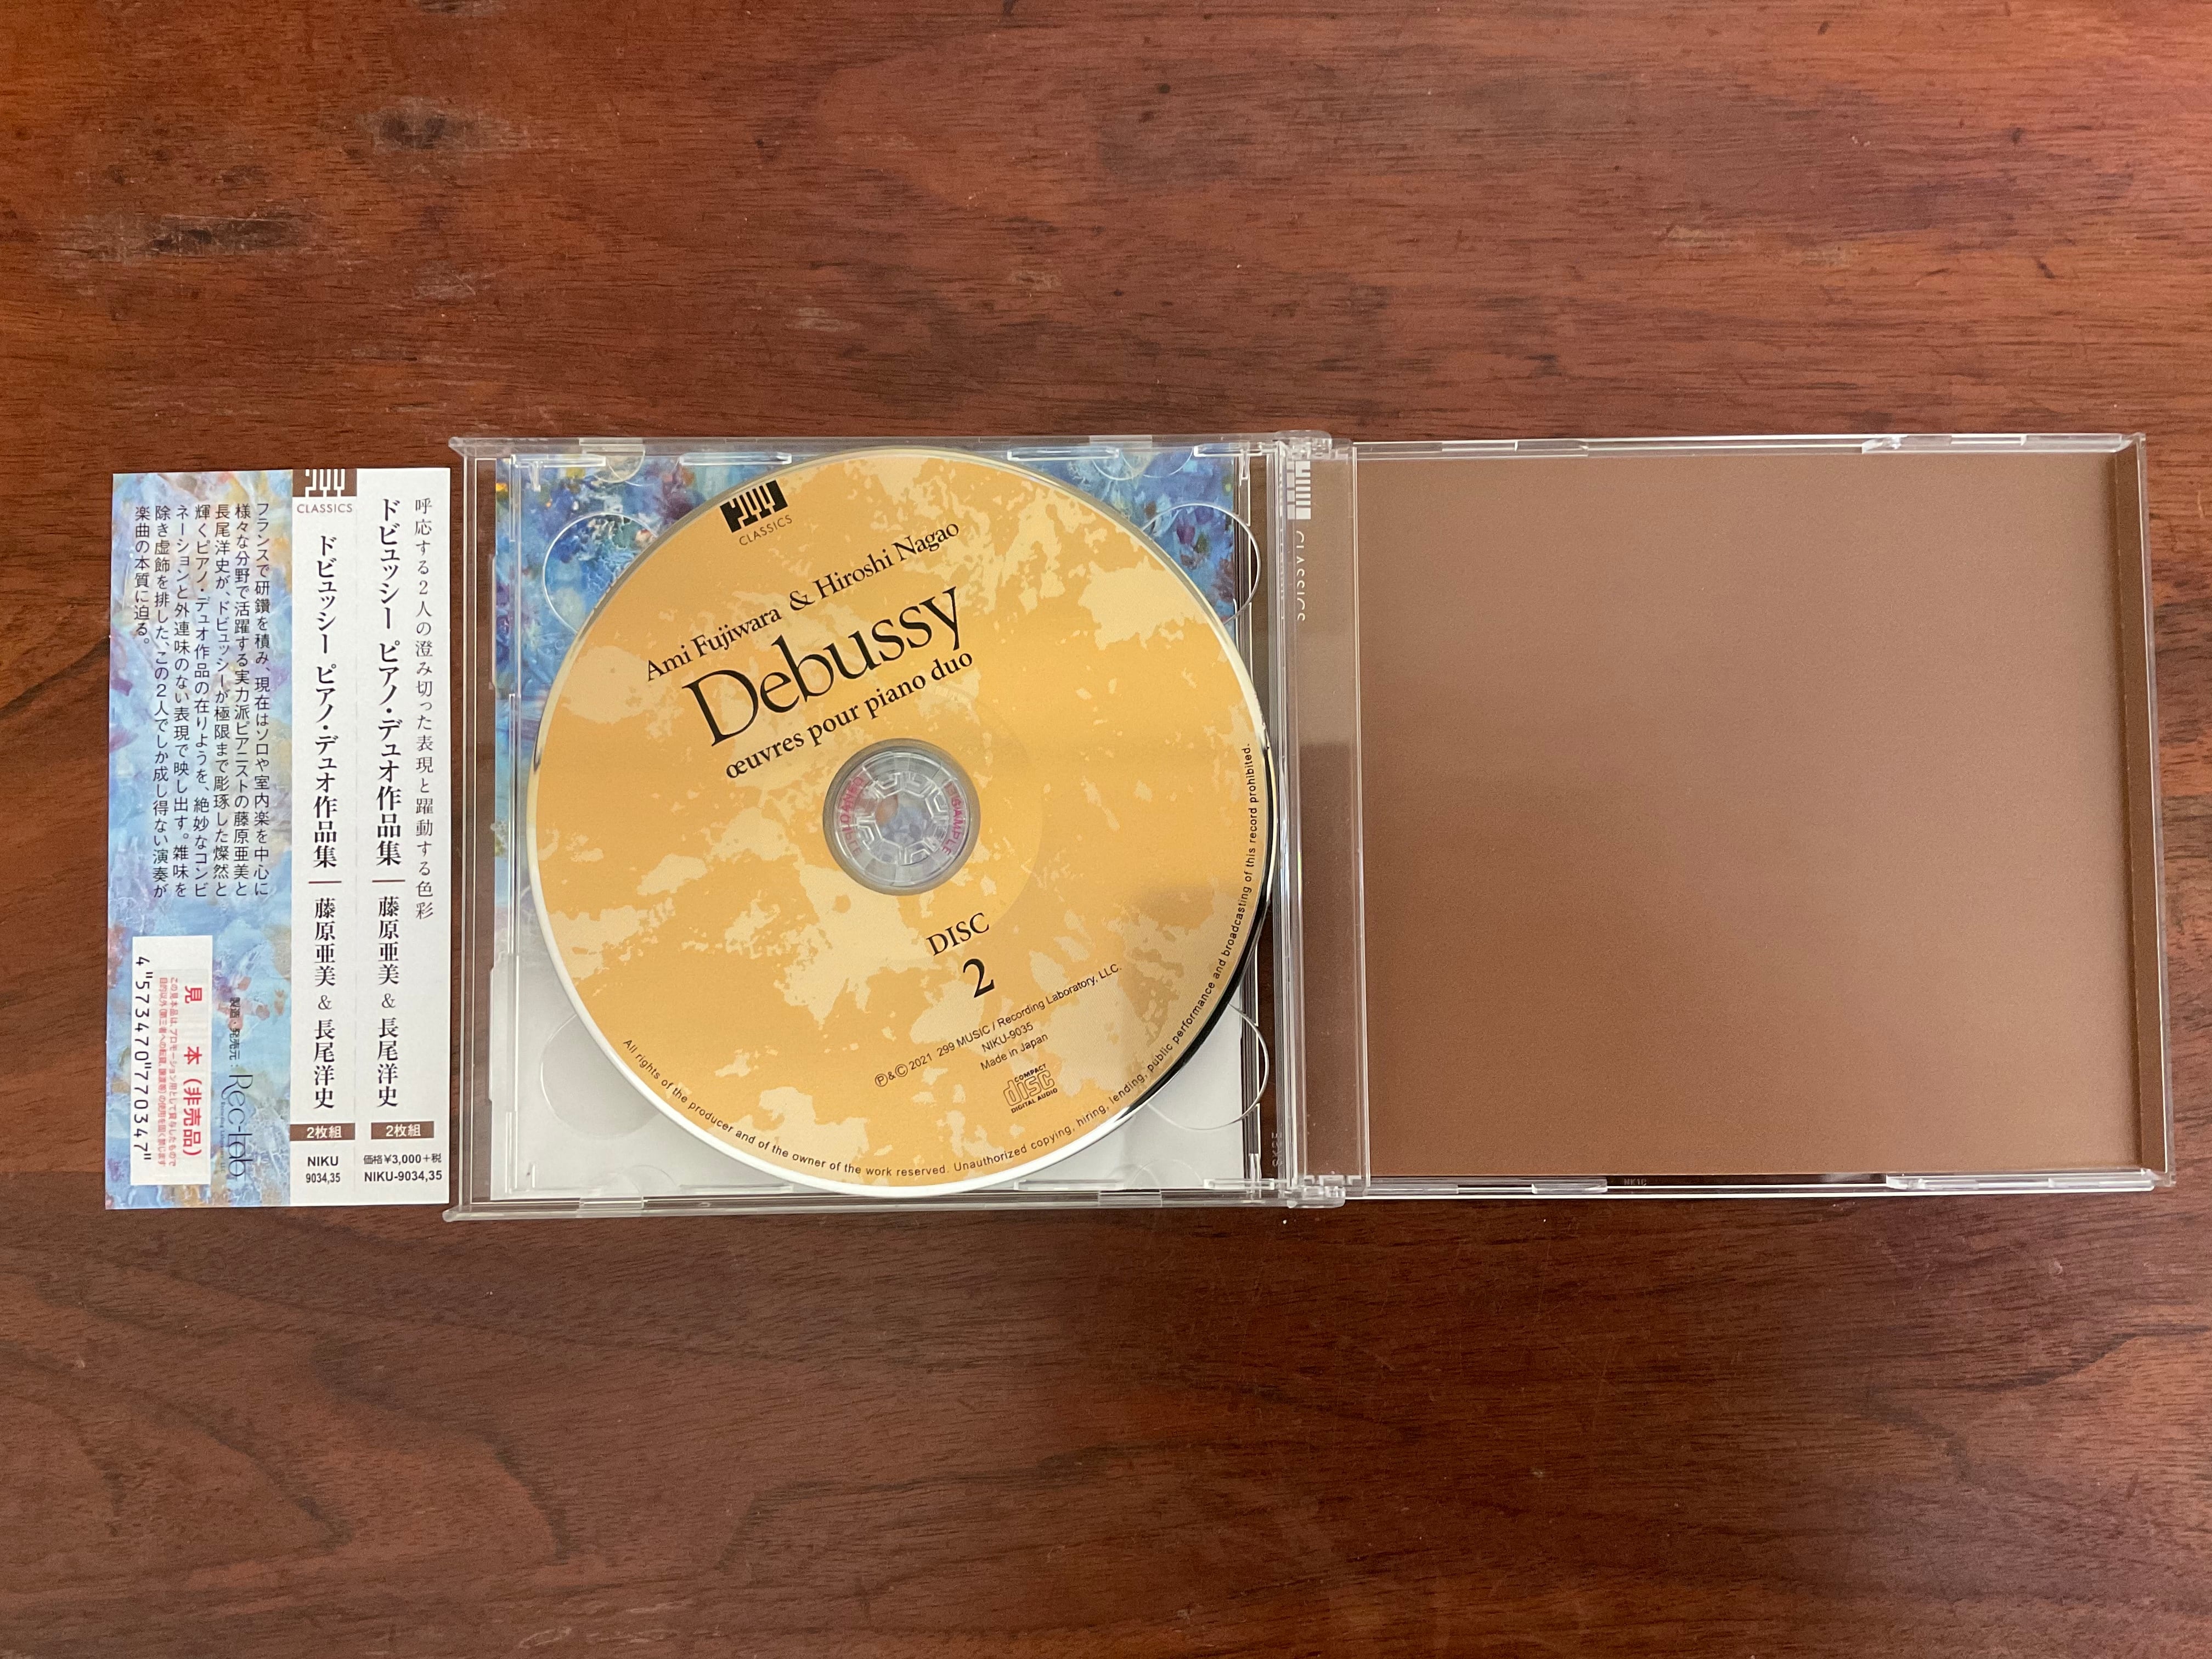 呼応する2人の澄み切った表現と躍動する色彩
ドビュッシー ピアノ・デュオ作品集 藤原亜美 & 長尾洋史
2枚組
価格¥3,000+税
NIKU-9034,35
CLASSICS
ドビュッシー ピアノ・デュオ作品集 藤原亜美 & 長尾洋史
2枚組
NIKU
9034,35
フランスで研鑽を積み、現在はソロや室内楽を中心に
様々な分野で活躍する実力派ピアニストの藤原亜美と
長尾洋史が、ドビュッシーが極限まで彫琢した燦然と
輝くピアノ・デュオ作品の在りようを、絶妙なコンビ
ネーションと外連味のない表現で映し出す。雑味を
除き虚飾を排した、この2人でしか成し得ない演奏が
楽曲の本質に迫る。
製造・発売元：Rec-Lab
見 本 (非売品)
4 573470 770347
CLASSICS
Ami Fujiwara & Hiroshi Nagao
Debussy
œuvres pour piano duo
SAMPLE
DISC
2
Ⓟ&Ⓒ 2021 299 MUSIC / Recording Laboratory, LLC.
NIKU-9035
Made in Japan
COMPACT
disc
DIGITAL AUDIO
All rights of the producer and of the owner of the work reserved. Unauthorized copying, hiring, lending, public performance and broadcasting of this record prohibited.
CLASSICS